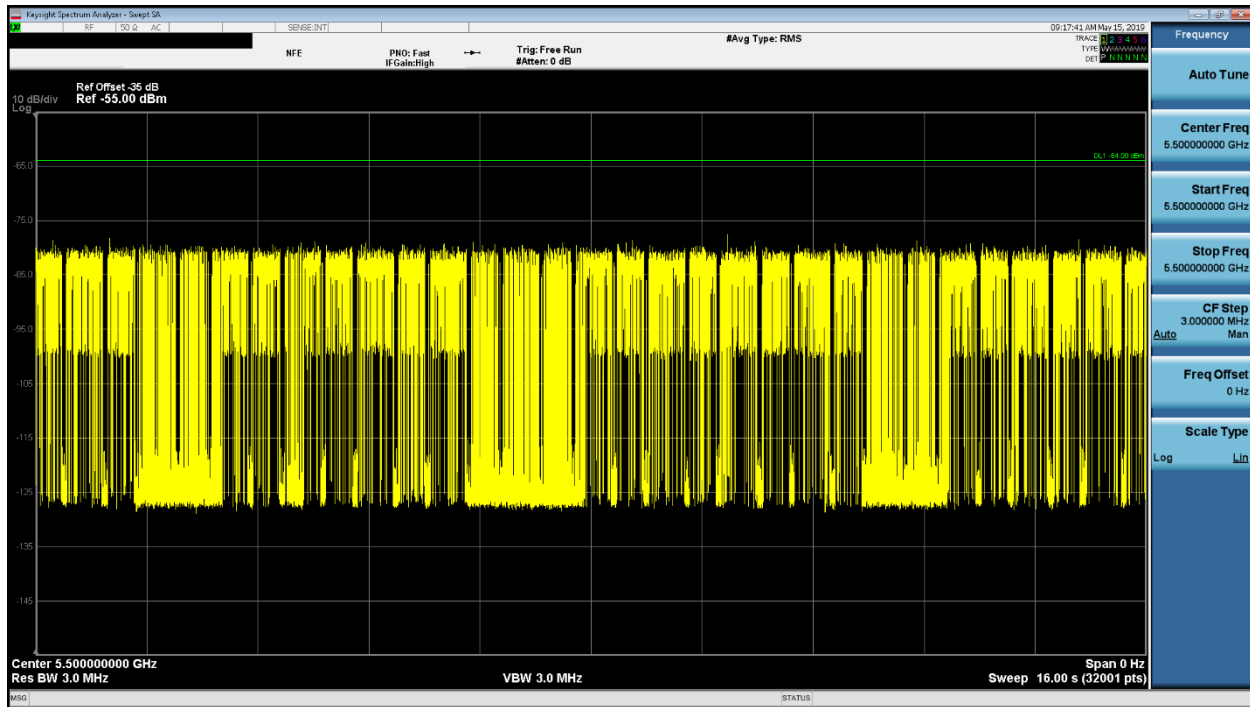 Keysight Spectrum Analyzer - Swept SA
RF 50 Ω AC SENSE:INT 09:17:41 AM May 15, 2019
#Avg Type: RMS
TRACE 1 2 3 4 5 6
TYPE
DET P N N N N N
NFE PNO: Fast Trig: Free Run
IFGain:High #Atten: 0 dB
Frequency
Auto Tune
Center Freq
5.500000000 GHz
Start Freq
5.500000000 GHz
Stop Freq
5.500000000 GHz
CF Step
3.000000 MHz
Auto Man
Freq Offset
0 Hz
Scale Type
Log Lin
Ref Offset -35 dB
10 dB/div Ref -55.00 dBm
Log
DL1 -64.00 dBm
-65.0
-75.0
-85.0
-95.0
-105
-115
-125
-135
-145
Center 5.500000000 GHz Span 0 Hz
Res BW 3.0 MHz VBW 3.0 MHz Sweep 16.00 s (32001 pts)
MSG STATUS